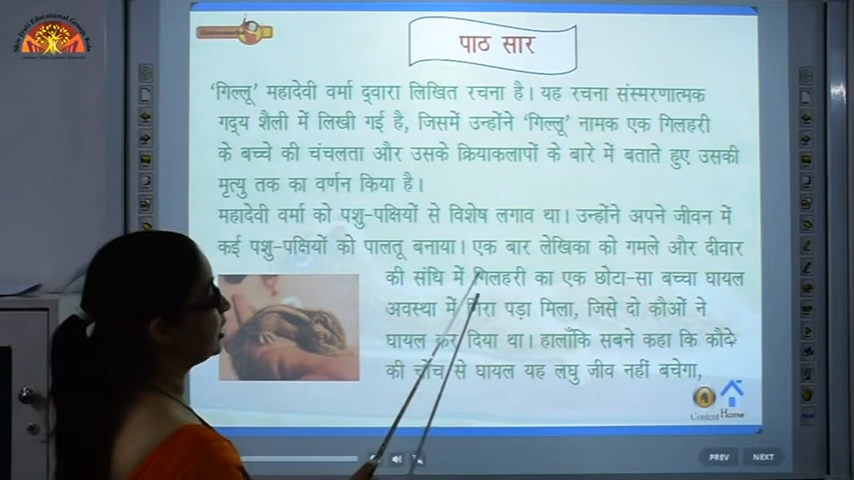 पाठ सार
'गिल्लू' महादेवी वर्मा द्वारा लिखित रचना है। यह रचना संस्मरणात्मक
गद्य शैली में लिखी गई है, जिसमें उन्होंने 'गिल्लू' नामक एक गिलहरी
के बच्चे की चंचलता और उसके क्रियाकलापों के बारे में बताते हुए उसकी
मृत्यु तक का वर्णन किया है।
महादेवी वर्मा को पशु-पक्षियों से विशेष लगाव था। उन्होंने अपने जीवन में
कई पशु-पक्षियों को पालतू बनाया। एक बार लेखिका को गमले और दीवार
की संधि में गिलहरी का एक छोटा-सा बच्चा घायल
अवस्था में गिरा पड़ा मिला, जिसे दो कौओं ने
घायल कर दिया था। हालाँकि सबने कहा कि कौवे
की चोंच से घायल यह लघु जीव नहीं बचेगा,
Content Home
PREV NEXT